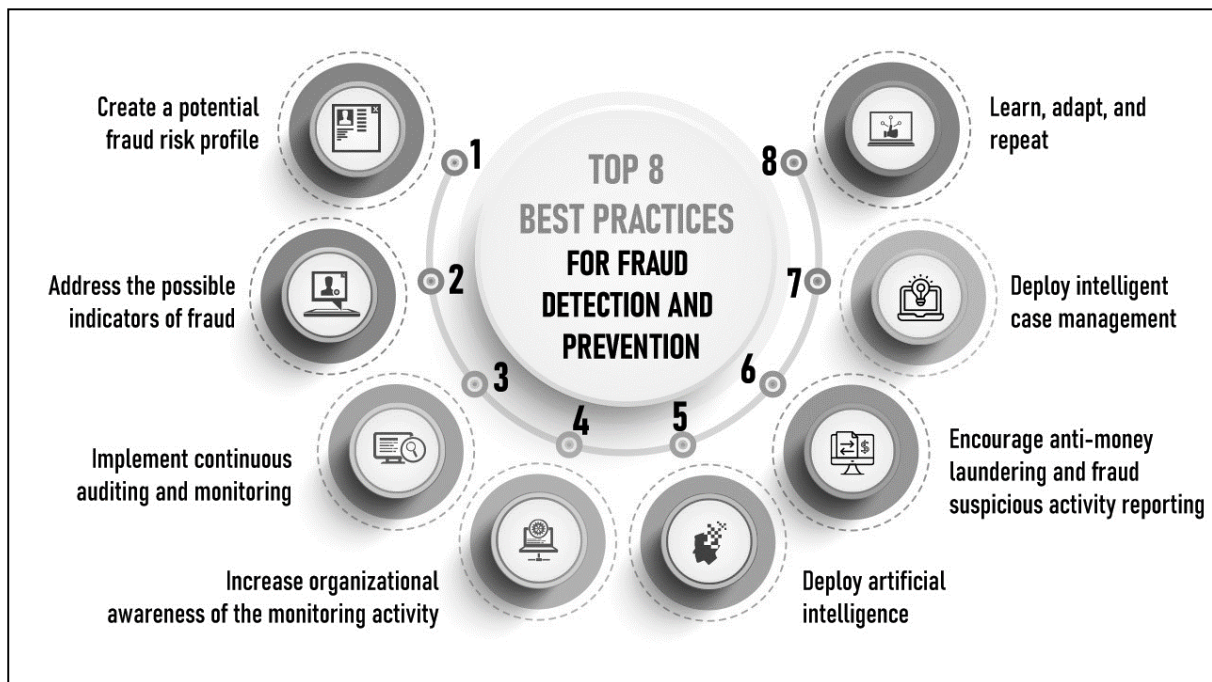 TOP 8
BEST PRACTICES
FOR FRAUD
DETECTION AND
PREVENTION
1
Create a potential
fraud risk profile
2
Address the possible
indicators of fraud
3
Implement continuous
auditing and monitoring
4
Increase organizational
awareness of the monitoring activity
5
Deploy artificial
intelligence
6
Encourage anti-money
laundering and fraud
suspicious activity reporting
7
Deploy intelligent
case management
8
Learn, adapt, and
repeat
$